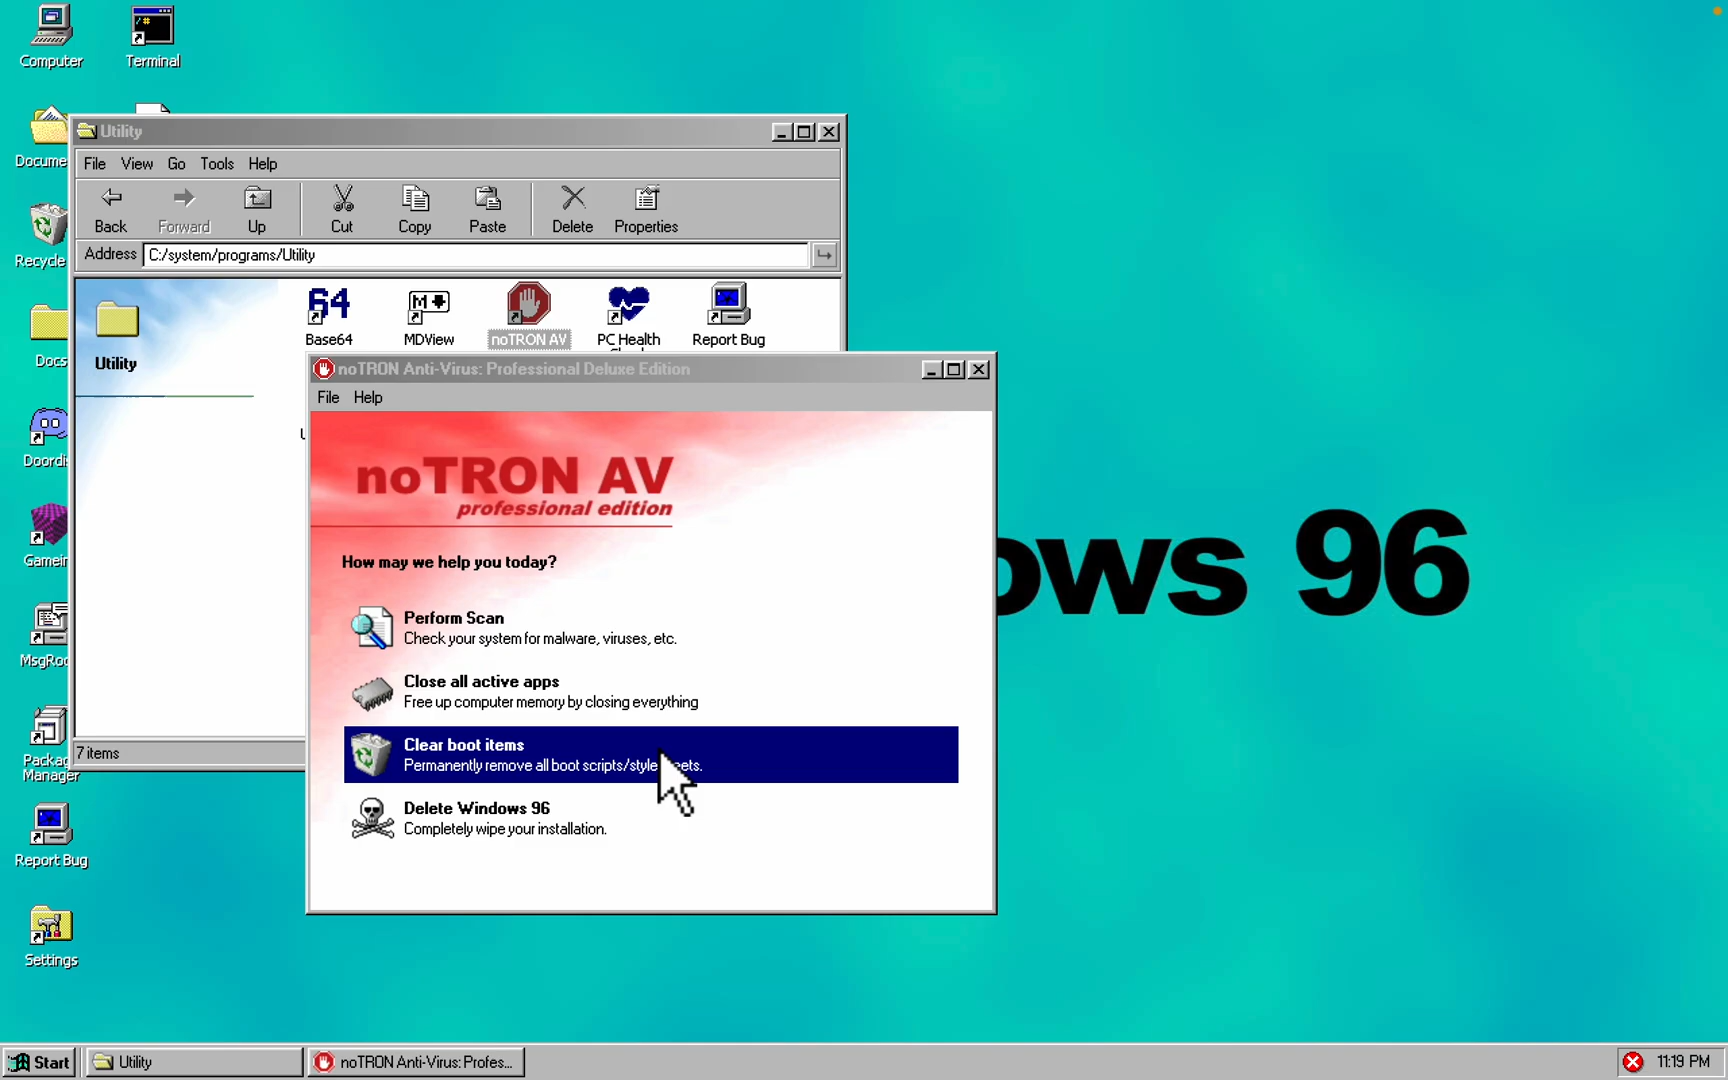 Computer
Terminal
Docume
Recycle
Docs
Doordis
Gamein
MsgRoo
Packag
Manager
Report Bug
Settings
Utility
File View Go Tools Help
Back Forward Up Cut Copy Paste Delete Properties
Address C:/system/programs/Utility
Utility
64
Base64
M
MDView
noTRON AV
PC Health
Report Bug
7 items
noTRON Anti-Virus: Professional Deluxe Edition
File Help
noTRON AV
professional edition
How may we help you today?
Perform Scan
Check your system for malware, viruses, etc.
Close all active apps
Free up computer memory by closing everything
Clear boot items
Permanently remove all boot scripts/style ets.
Delete Windows 96
Completely wipe your installation.
ows 96
Start Utility noTRON Anti-Virus: Profes... 11:19 PM